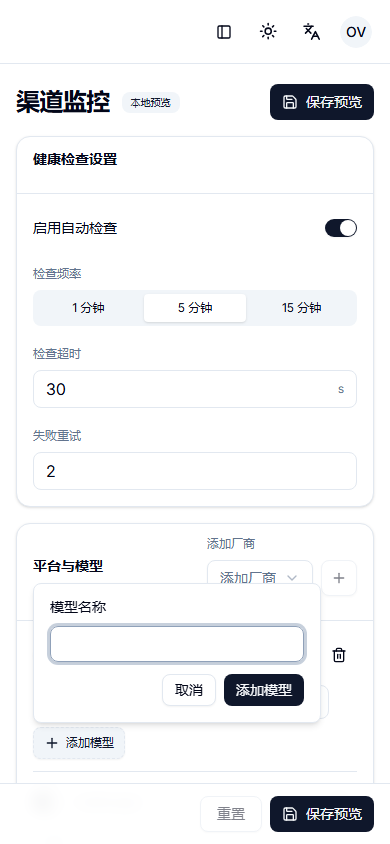 OV
渠道监控
本地预览
保存预览
健康检查设置
启用自动检查
检查频率
1 分钟
5 分钟
15 分钟
检查超时
30
s
失败重试
2
添加厂商
平台与模型
添加厂商
模型名称
取消
添加模型
添加模型
重置
保存预览